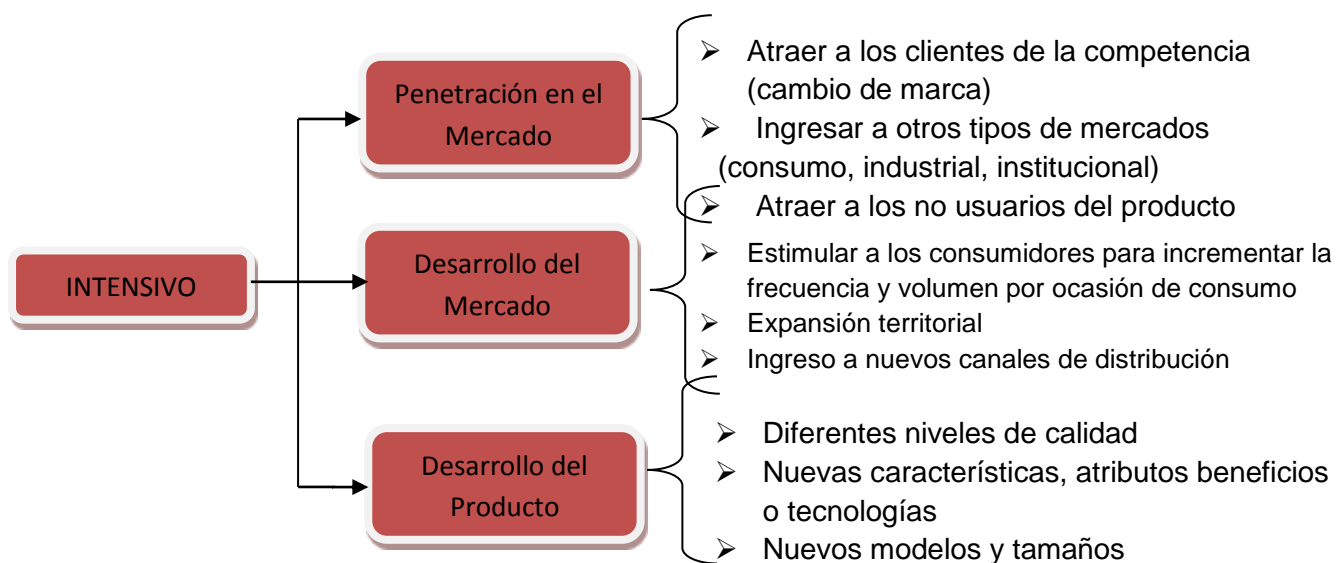 INTENSIVO
Penetración en el
Mercado
➢ Atraer a los clientes de la competencia
(cambio de marca)
➢ Ingresar a otros tipos de mercados
(consumo, industrial, institucional)
➢ Atraer a los no usuarios del producto
Desarrollo del
Mercado
➢ Estimular a los consumidores para incrementar la
frecuencia y volumen por ocasión de consumo
➢ Expansión territorial
➢ Ingreso a nuevos canales de distribución
Desarrollo del
Producto
➢ Diferentes niveles de calidad
➢ Nuevas característícas, atributos beneficios
o tecnologías
➢ Nuevos modelos y tamaños